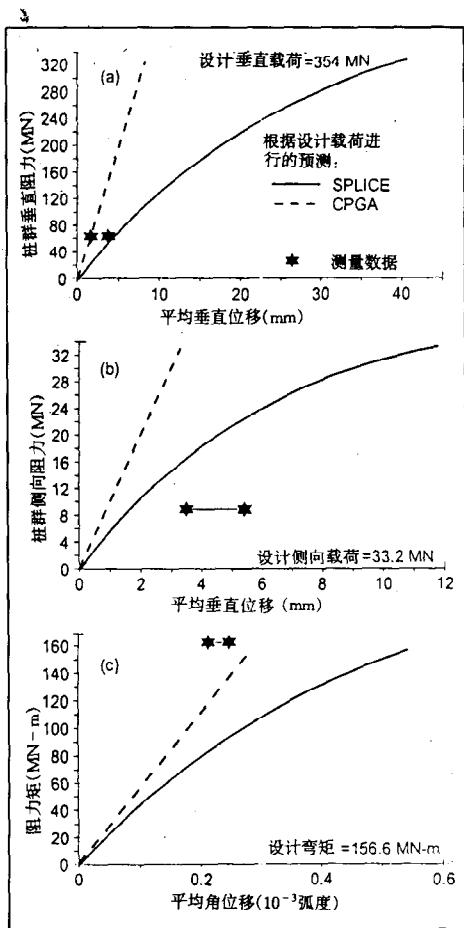 (a)
设计垂直载荷=354 MN
根据设计载荷进
行的预测:
SPLICE
CPGA
测量数据
桩群垂直阻力(MN)
320
280
240
200
160
120
80
60
0
0
10
20
30
40
平均垂直位移(mm)
(b)
桩群侧向阻力(MN)
32
28
24
20
16
12
8
4
0
设计侧向载荷=33.2 MN
0
2
4
6
8
10
12
平均垂直位移 (mm)
(c)
阻力矩(MN-m)
160
140
120
100
80
60
40
20
0
设计弯矩 =156.6 MN-m
0
0.2
0.4
0.6
平均角位移(10⁻³弧度)